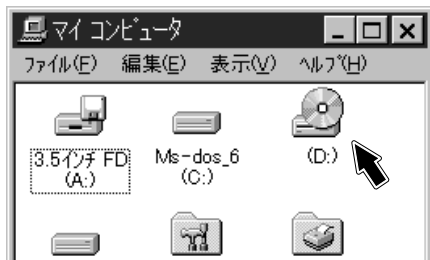 マイ コンピュータ
ファイル(F) 編集(E) 表示(V) ヘルプ(H)
3.5インチ FD (A:)
Ms-dos_6 (C:)
(D:)